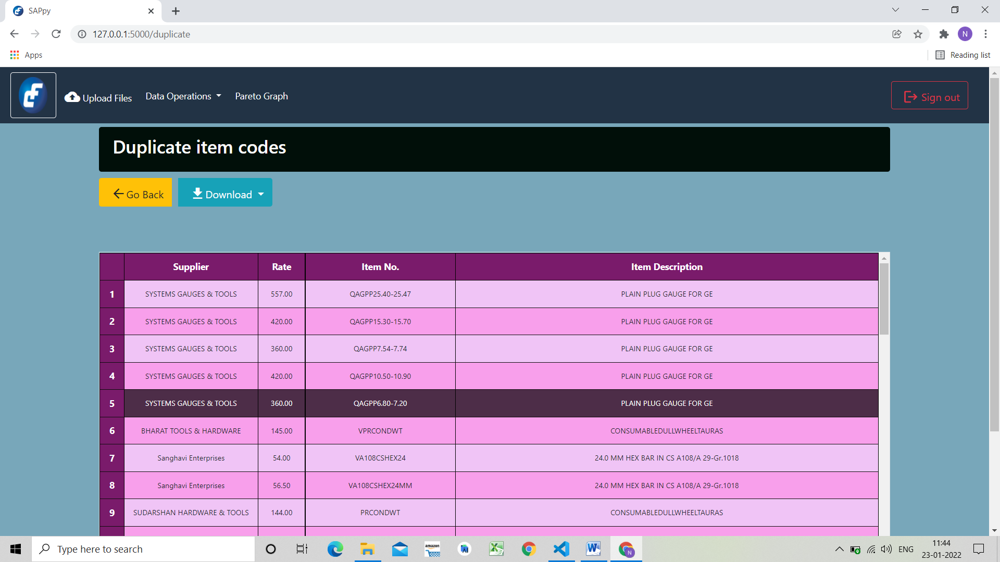 SAPpy
127.0.0.1:5000/duplicate
N
Apps
Reading list
Upload Files
Data Operations
Pareto Graph
Sign out
Duplicate item codes
Go Back
Download
Supplier Rate Item No. Item Description
1 SYSTEMS GAUGES & TOOLS 557.00 QAGPP25.40-25.47 PLAIN PLUG GAUGE FOR GE
2 SYSTEMS GAUGES & TOOLS 420.00 QAGPP15.30-15.70 PLAIN PLUG GAUGE FOR GE
3 SYSTEMS GAUGES & TOOLS 360.00 QAGPP7.54-7.74 PLAIN PLUG GAUGE FOR GE
4 SYSTEMS GAUGES & TOOLS 420.00 QAGPP10.50-10.90 PLAIN PLUG GAUGE FOR GE
5 SYSTEMS GAUGES & TOOLS 360.00 QAGPP6.80-7.20 PLAIN PLUG GAUGE FOR GE
6 BHARAT TOOLS & HARDWARE 145.00 VPRCONDWT CONSUMABLEDULLWHEELTAURAS
7 Sanghavi Enterprises 54.00 VA108CSHEX24 24.0 MM HEX BAR IN CS A108/A 29-Gr.1018
8 Sanghavi Enterprises 56.50 VA108CSHEX24MM 24.0 MM HEX BAR IN CS A108/A 29-Gr.1018
9 SUDARSHAN HARDWARE & TOOLS 144.00 PRCONDWT CONSUMABLEDULLWHEELTAURAS
Type here to search
amazon
N
ENG
11:44
23-01-2022